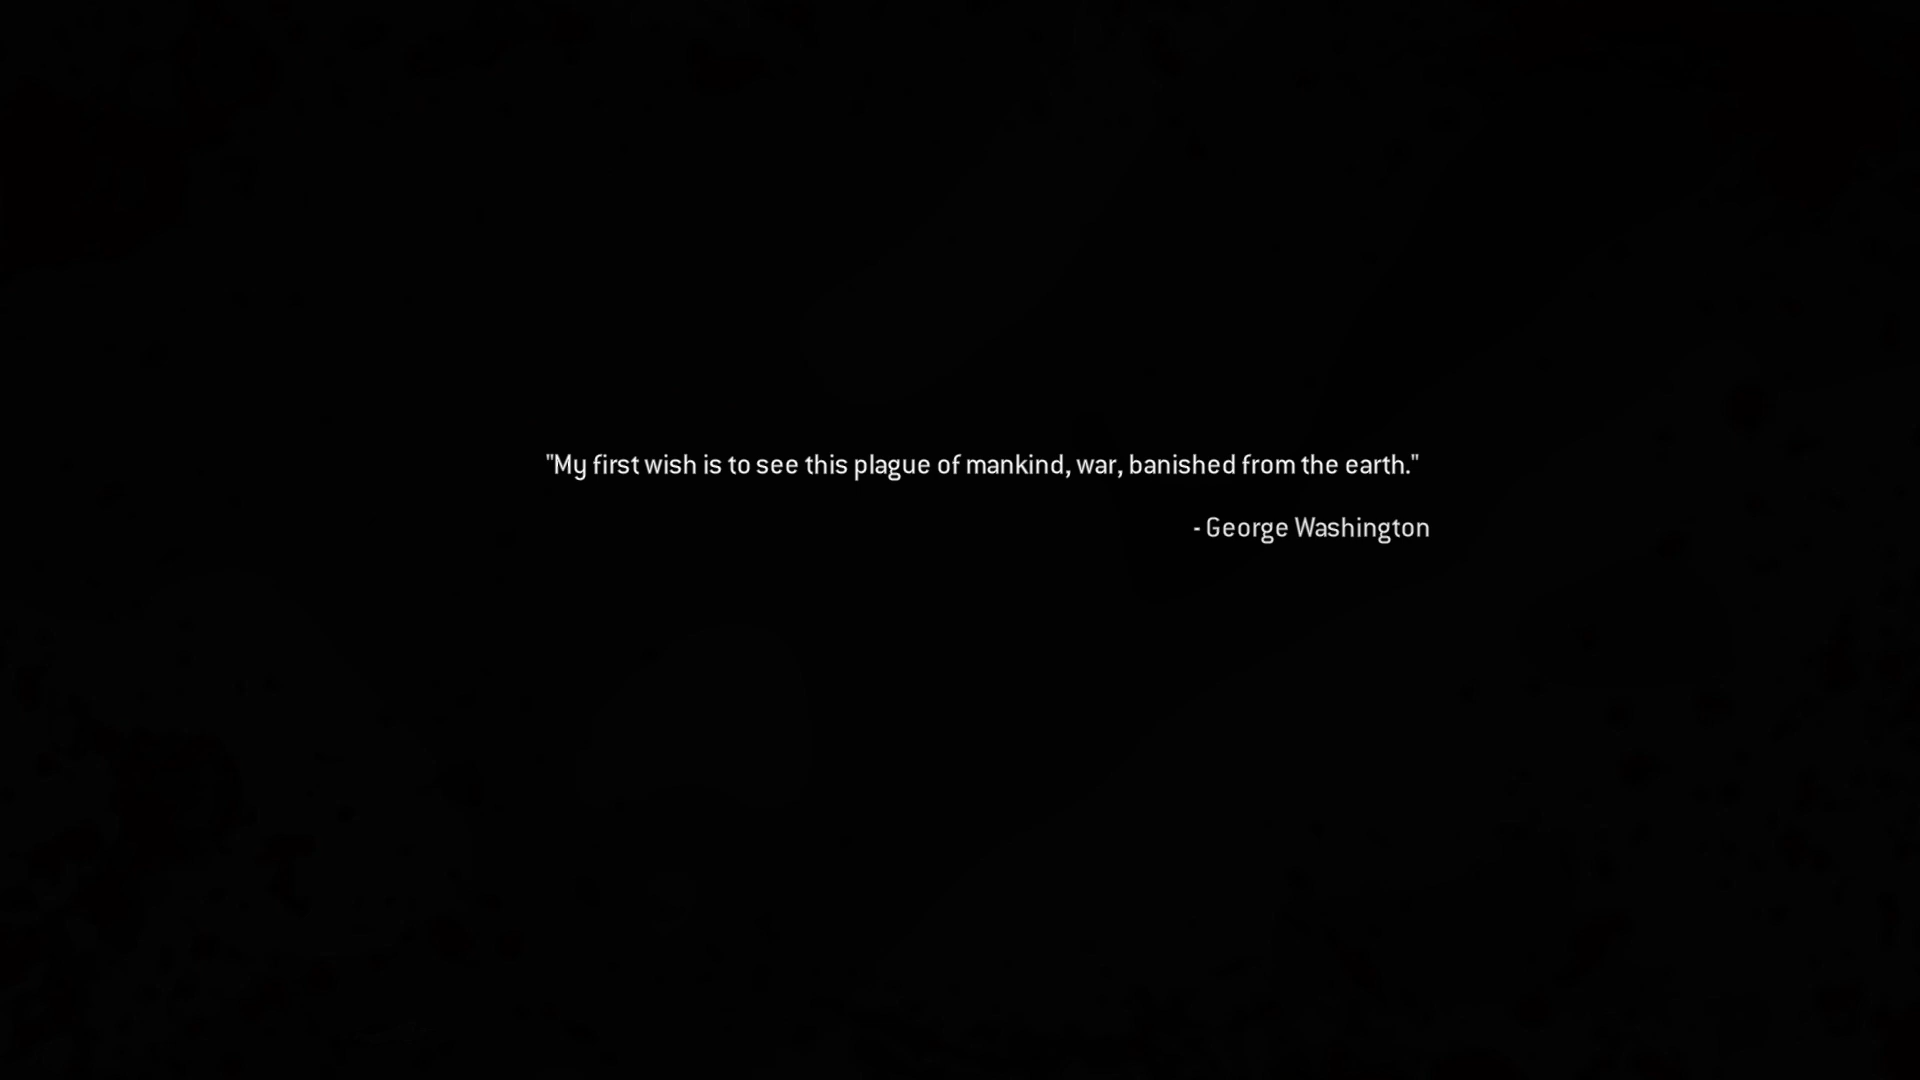 "My first wish is to see this plague of mankind, war, banished from the earth."
- George Washington